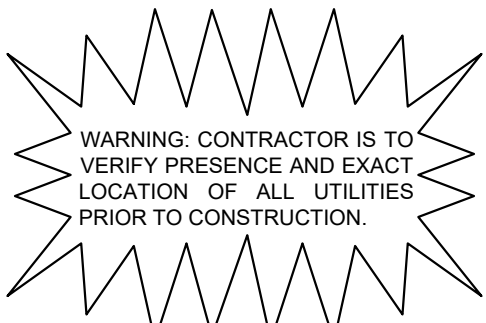 WARNING: CONTRACTOR IS TO
VERIFY PRESENCE AND EXACT
LOCATION OF ALL UTILITIES
PRIOR TO CONSTRUCTION.